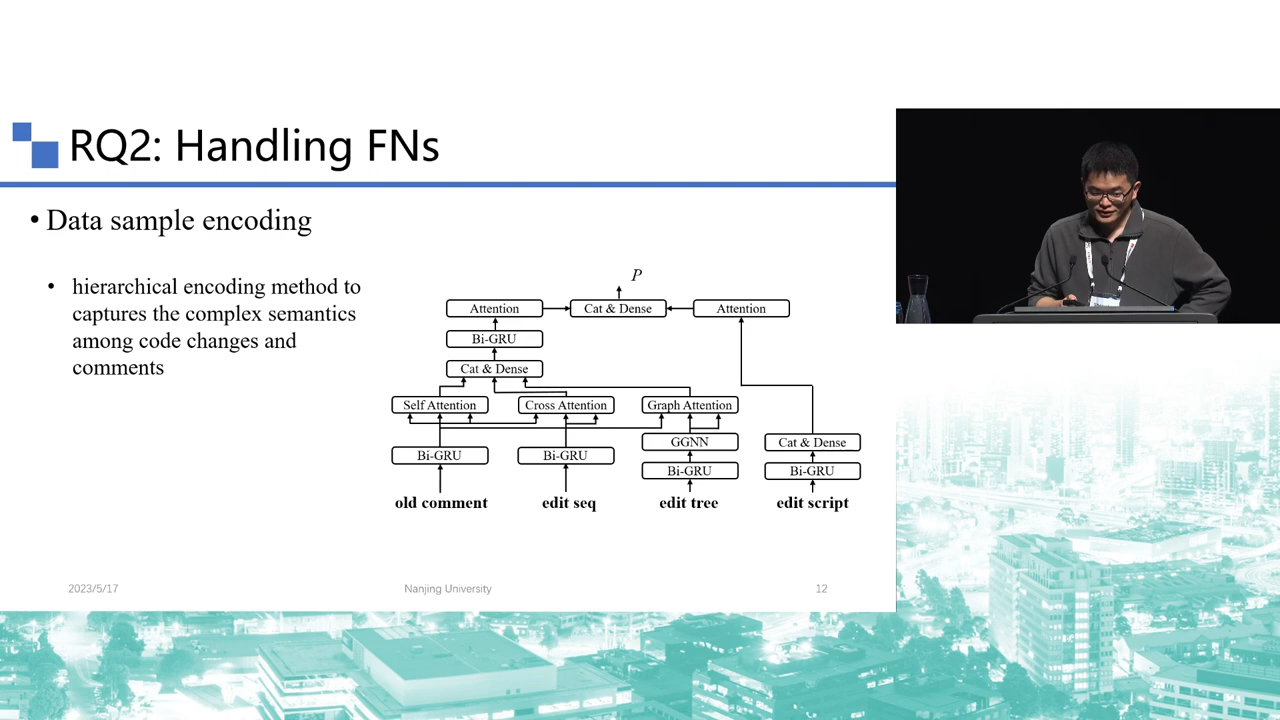 RQ2: Handling FNs
• Data sample encoding
• hierarchical encoding method to
captures the complex semantics
among code changes and
comments
P
Attention
Cat & Dense
Attention
Bi-GRU
Cat & Dense
Self Attention
Cross Attention
Graph Attention
GGNN
Cat & Dense
Bi-GRU
Bi-GRU
Bi-GRU
Bi-GRU
old comment
edit seq
edit tree
edit script
2023/5/17
Nanjing University
12